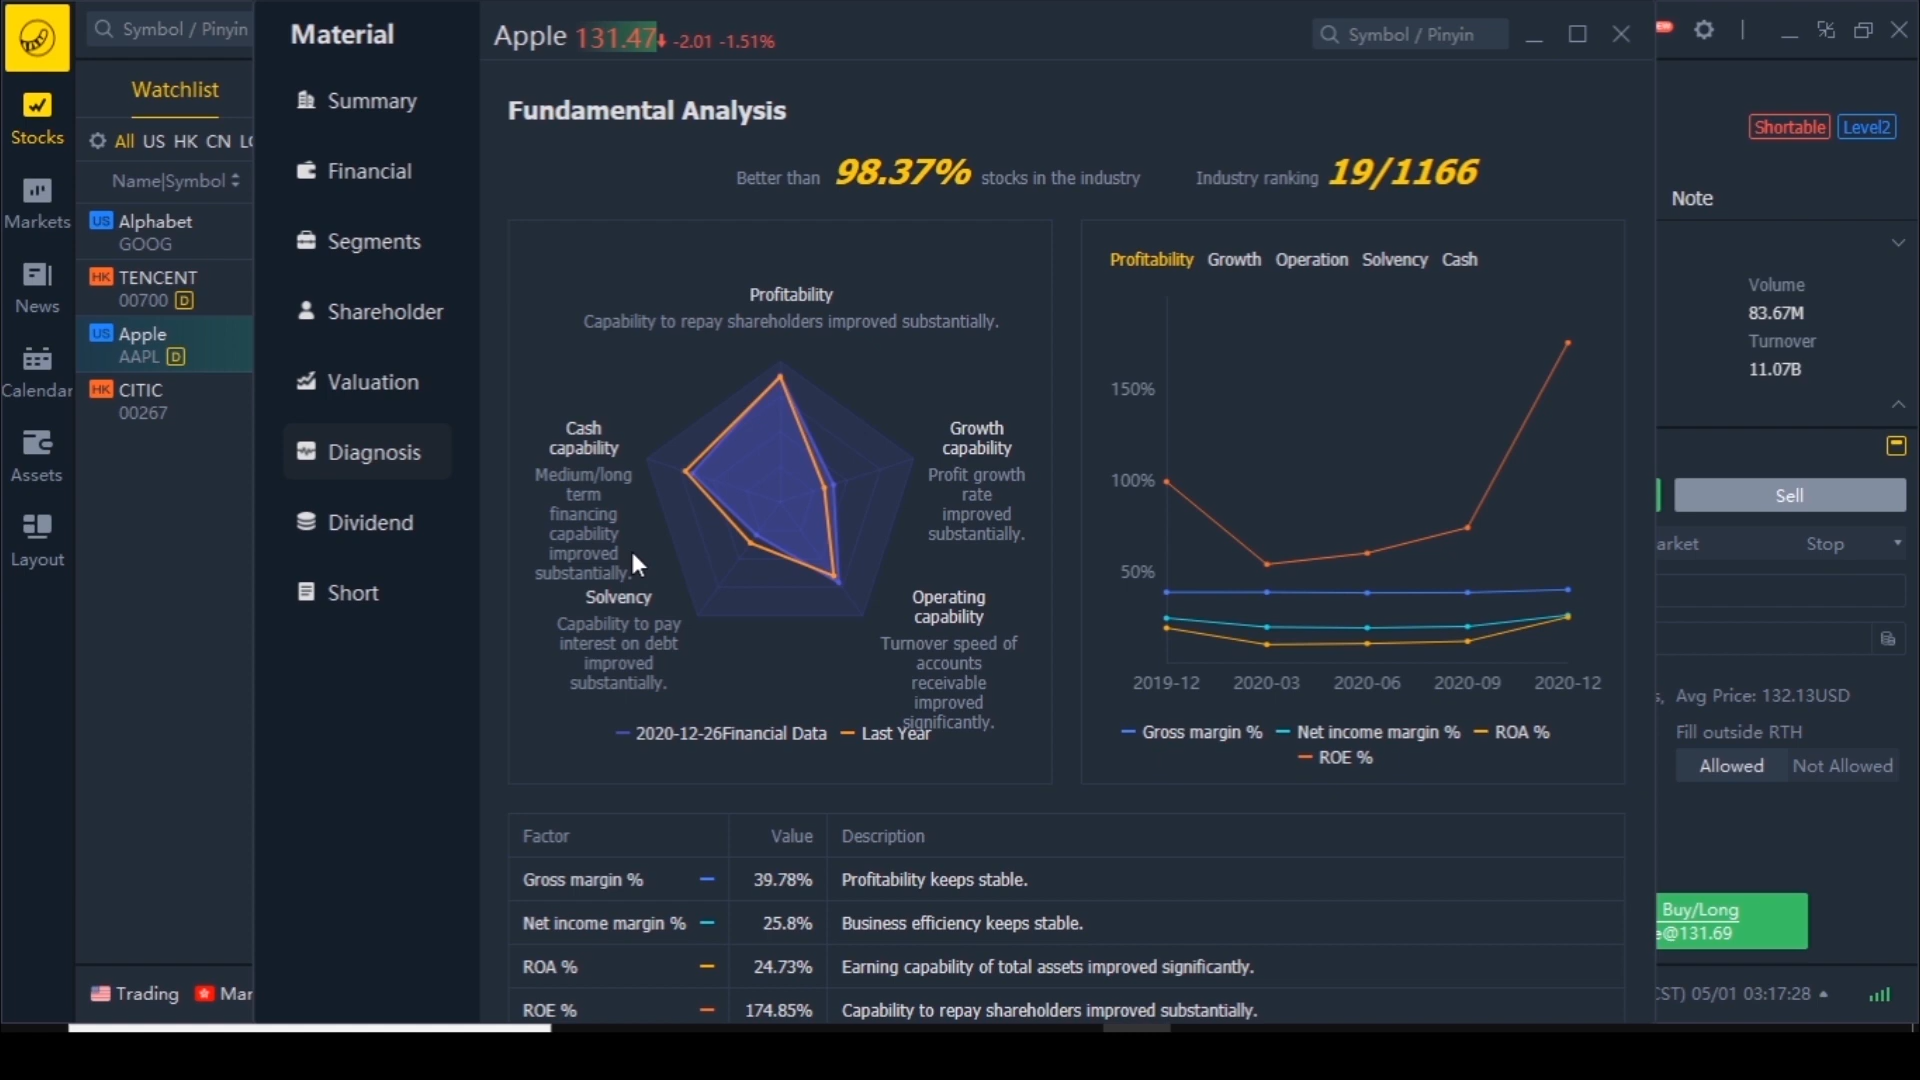 Symbol / Pinyin
Stocks
Markets
News
Calendar
Assets
Layout
Watchlist
All US HK CN
Name|Symbol
US Alphabet
GOOG
HK TENCENT
00700 D
US Apple
AAPL D
HK CITIC
00267
Trading
Mar
Material
Summary
Financial
Segments
Shareholder
Valuation
Diagnosis
Dividend
Short
Apple 131.47 -2.01 -1.51%
Symbol / Pinyin
Fundamental Analysis
Better than 98.37% stocks in the industry
Industry ranking 19/1166
Profitability
Capability to repay shareholders improved substantially.
Cash
capability
Medium/long
term
financing
capability
improved
substantially.
Growth
capability
Profit growth
rate
improved
substantially.
Solvency
Capability to pay
interest on debt
improved
substantially.
Operating
capability
Turnover speed of
accounts
receivable
improved
significantly.
2020-12-26Financial Data
Last Year
Profitability Growth Operation Solvency Cash
150%
100%
50%
2019-12 2020-03 2020-06 2020-09 2020-12
Gross margin % Net income margin % ROA %
ROE %
Factor Value Description
Gross margin % 39.78% Profitability keeps stable.
Net income margin % 25.8% Business efficiency keeps stable.
ROA % 24.73% Earning capability of total assets improved significantly.
ROE % 174.85% Capability to repay shareholders improved substantially.
Shortable Level2
Note
Volume
83.67M
Turnover
11.07B
Sell
arket Stop
Avg Price: 132.13USD
Fill outside RTH
Allowed Not Allowed
Buy/Long
e@131.69
CST) 05/01 03:17:28